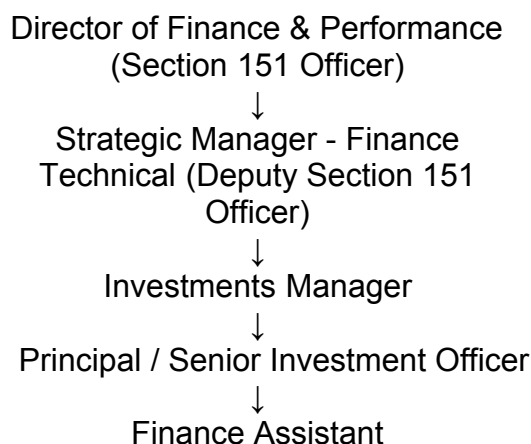 Director of Finance & Performance
(Section 151 Officer)
↓
Strategic Manager - Finance
Technical (Deputy Section 151
Officer)
↓
Investments Manager
↓
Principal / Senior Investment Officer
↓
Finance Assistant